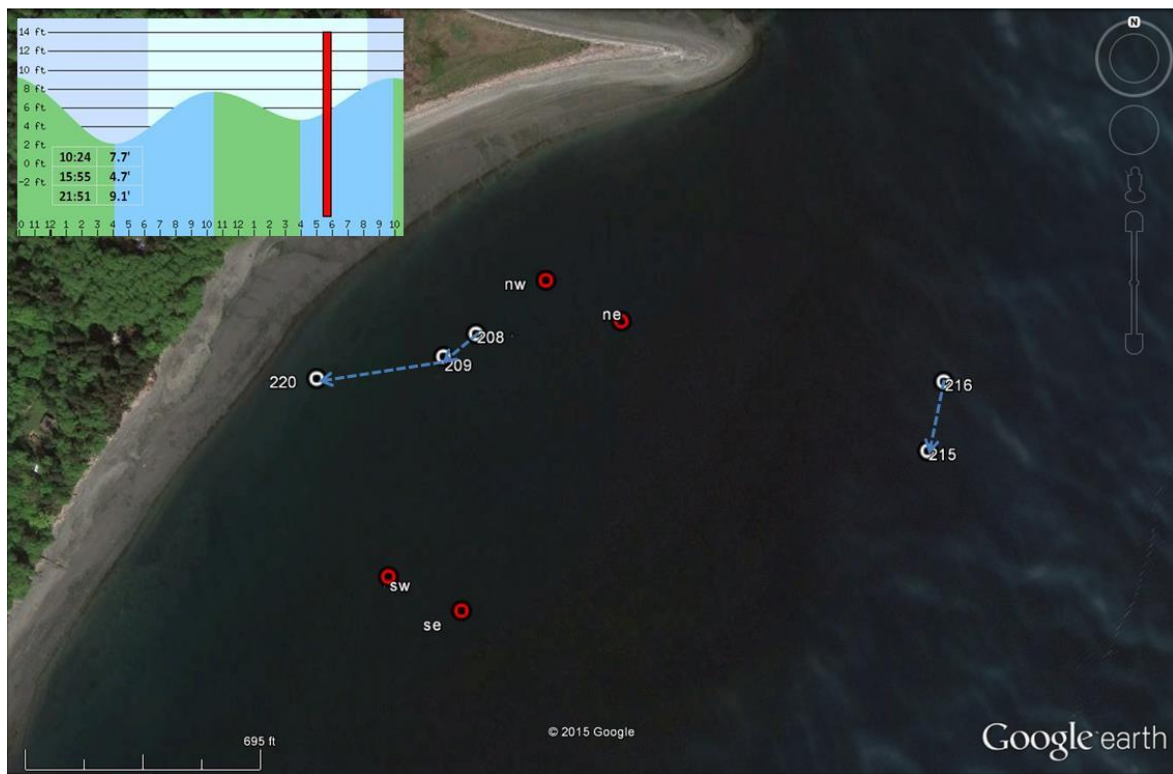 14 ft
12 ft
10 ft
8 ft
6 ft
4 ft
2 ft
0 ft
-2 ft
10:24 7.7'
15:55 4.7'
21:51 9.1'
0 11 12 1 2 3 4 5 6 7 8 9 10 11 12 1 2 3 4 5 6 7 8 9 10
N
nw
ne
208
209
220
216
215
sw
se
695 ft
© 2015 Google
Google earth